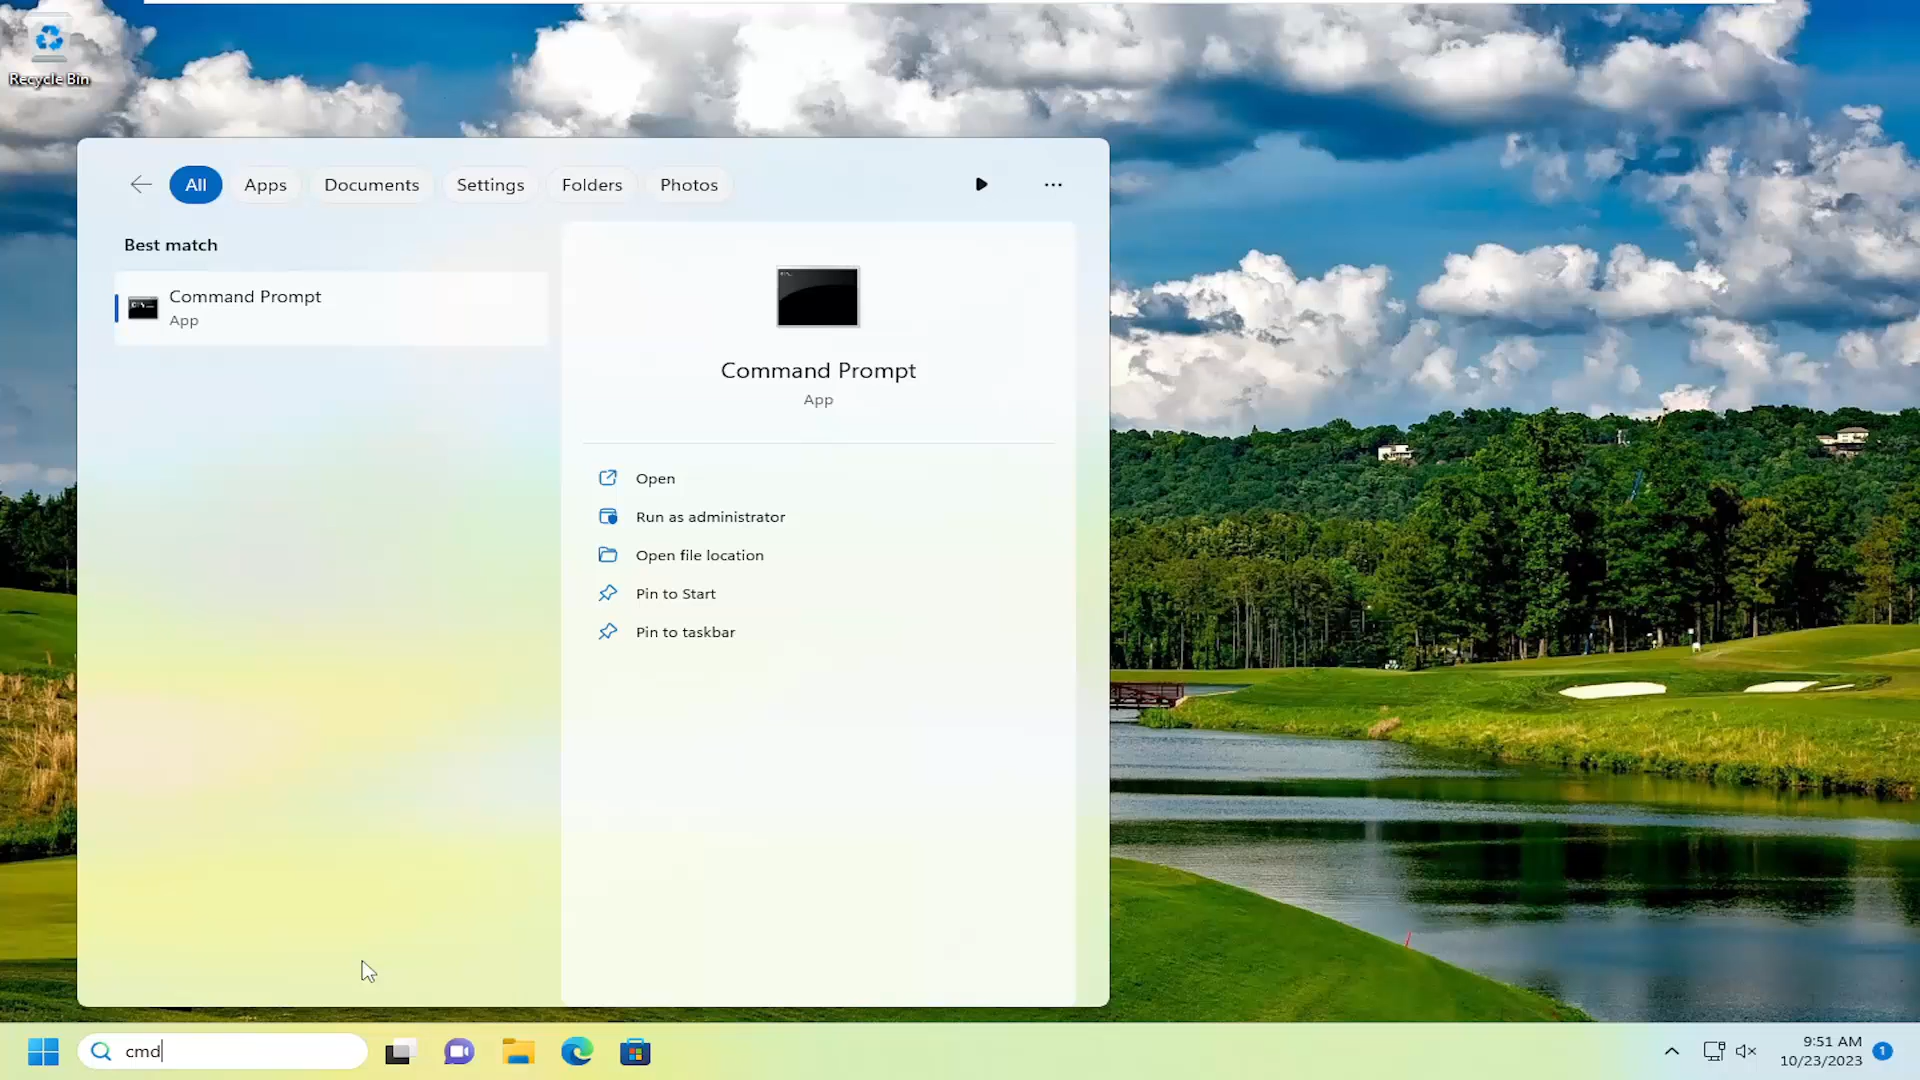 Recycle Bin
All
Apps
Documents
Settings
Folders
Photos
Best match
Command Prompt
App
Command Prompt
App
Open
Run as administrator
Open file location
Pin to Start
Pin to taskbar
cmd
9:51 AM
10/23/2023
1